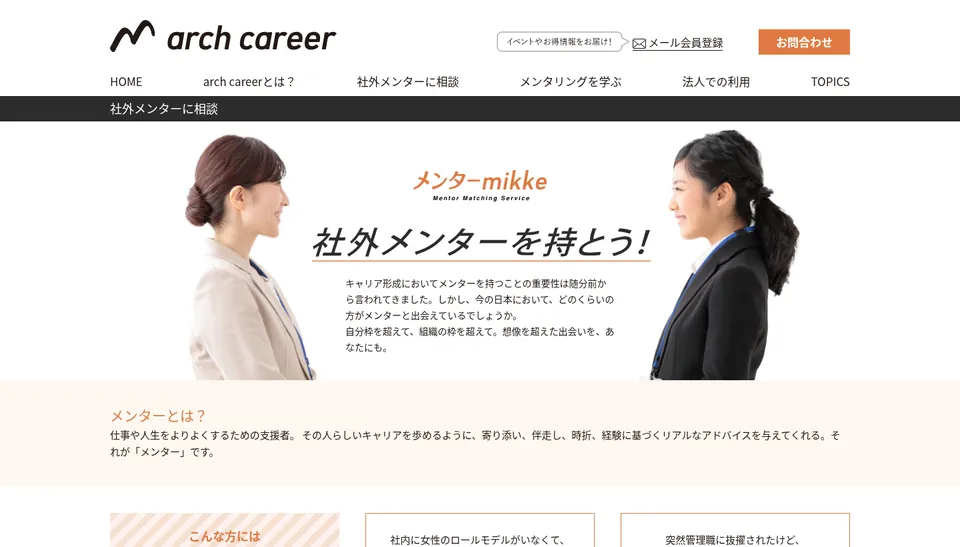 arch career
イベントやお得情報をお届け!
メール会員登録
お問合わせ
HOME
arch careerとは？
社外メンターに相談
メンタリングを学ぶ
法人での利用
TOPICS
社外メンターに相談
メンターmikke
Mentor Matching Service
社外メンターを持とう!
キャリア形成においてメンターを持つことの重要性は随分前か
ら言われてきました。しかし、今の日本において、どのくらいの
方がメンターと出会えているでしょうか。
自分枠を超えて、組織の枠を超えて。想像を超えた出会いを、あ
なたにも。
メンターとは？
仕事や人生をよりよくするための支援者。 その人らしいキャリアを歩めるように、寄り添い、伴走し、時折、経験に基づくリアルなアドバイスを与えてくれる。そ
れが「メンター」です。
こんな方には
社内に女性のロールモデルがいなくて、
突然管理職に抜擢されたけど、